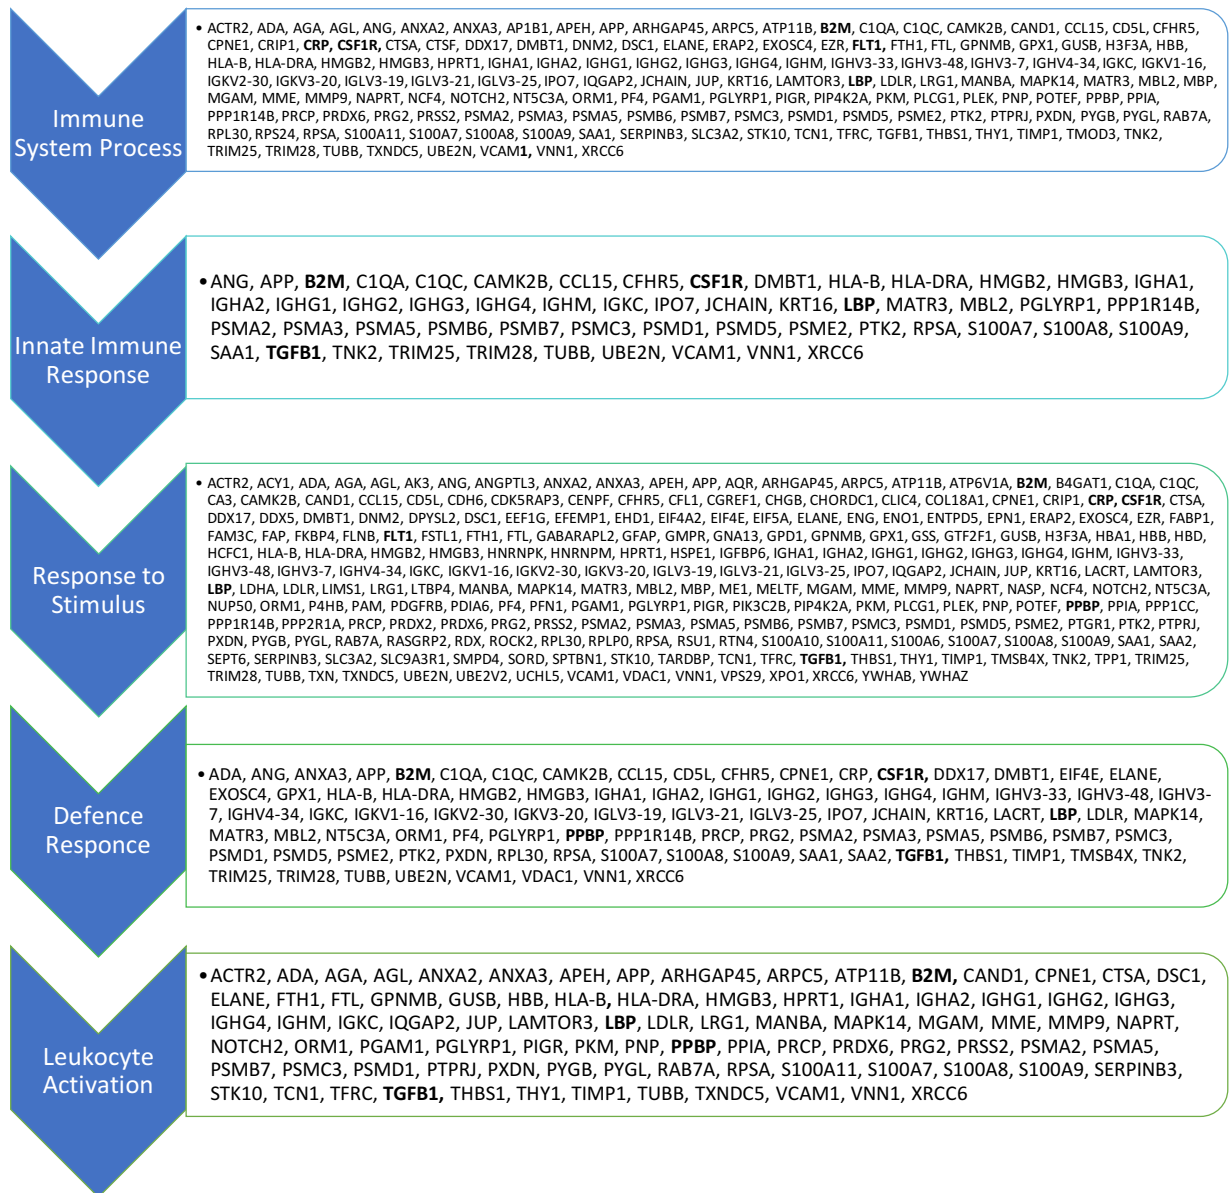 Immune
System Process
• ACTR2, ADA, AGA, AGL, ANG, ANXA2, ANXA3, AP1B1, APEH, APP, ARHGAP45, ARPC5, ATP11B, B2M, C1QA, C1QC, CAMK2B, CAND1, CCL15, CD5L, CFHR5,
CPNE1, CRIP1, CRP, CSF1R, CTSA, CTSF, DDX17, DMBT1, DNM2, DSC1, ELANE, ERAP2, EXOSC4, EZR, FLT1, FTH1, FTL, GPNMB, GPX1, GUSB, H3F3A, HBB,
HLA-B, HLA-DRA, HMGB2, HMGB3, HPRT1, IGHA1, IGHA2, IGHG1, IGHG2, IGHG3, IGHG4, IGHM, IGHV3-33, IGHV3-48, IGHV3-7, IGHV4-34, IGKC, IGKV1-16,
IGKV2-30, IGKV3-20, IGLV3-19, IGLV3-21, IGLV3-25, IPO7, IQGAP2, JCHAIN, JUP, KRT16, LAMTOR3, LBP, LDLR, LRG1, MANBA, MAPK14, MATR3, MBL2, MBP,
MGAM, MME, MMP9, NAPRT, NCF4, NOTCH2, NT5C3A, ORM1, PF4, PGAM1, PGLYRP1, PIGR, PIP4K2A, PKM, PLCG1, PLEK, PNP, POTEF, PPBP, PPIA,
PPP1R14B, PRCP, PRDX6, PRG2, PRSS2, PSMA2, PSMA3, PSMA5, PSMB6, PSMB7, PSMC3, PSMD1, PSMD5, PSME2, PTK2, PTPRJ, PXDN, PYGB, PYGL, RAB7A,
RPL30, RPS24, RPSA, S100A11, S100A7, S100A8, S100A9, SAA1, SERPINB3, SLC3A2, STK10, TCN1, TFRC, TGFB1, THBS1, THY1, TIMP1, TMOD3, TNK2,
TRIM25, TRIM28, TUBB, TXNDC5, UBE2N, VCAM1, VNN1, XRCC6
Innate Immune
Response
• ANG, APP, B2M, C1QA, C1QC, CAMK2B, CCL15, CFHR5, CSF1R, DMBT1, HLA-B, HLA-DRA, HMGB2, HMGB3, IGHA1,
IGHA2, IGHG1, IGHG2, IGHG3, IGHG4, IGHM, IGKC, IPO7, JCHAIN, KRT16, LBP, MATR3, MBL2, PGLYRP1, PPP1R14B,
PSMA2, PSMA3, PSMA5, PSMB6, PSMB7, PSMC3, PSMD1, PSMD5, PSME2, PTK2, RPSA, S100A7, S100A8, S100A9,
SAA1, TGFB1, TNK2, TRIM25, TRIM28, TUBB, UBE2N, VCAM1, VNN1, XRCC6
Response to
Stimulus
• ACTR2, ACY1, ADA, AGA, AGL, AK3, ANG, ANGPTL3, ANXA2, ANXA3, APEH, APP, AQR, ARHGAP45, ARPC5, ATP11B, ATP6V1A, B2M, B4GAT1, C1QA, C1QC,
CA3, CAMK2B, CAND1, CCL15, CD5L, CDH6, CDK5RAP3, CENPF, CFHR5, CFL1, CGREF1, CHGB, CHORDC1, CLIC4, COL18A1, CPNE1, CRIP1, CRP, CSF1R, CTSA,
DDX17, DDX5, DMBT1, DNM2, DPYSL2, DSC1, EEF1G, EFEMP1, EHD1, EIF4A2, EIF4E, EIF5A, ELANE, ENG, ENO1, ENTPD5, EPN1, ERAP2, EXOSC4, EZR, FABP1,
FAM3C, FAP, FKBP4, FLNB, FLT1, FSTL1, FTH1, FTL, GABARAPL2, GFAP, GMPR, GNA13, GPD1, GPNMB, GPX1, GSS, GTF2F1, GUSB, H3F3A, HBA1, HBB, HBD,
HCFC1, HLA-B, HLA-DRA, HMGB2, HMGB3, HNRNPK, HNRNPM, HPRT1, HSPE1, IGFBP6, IGHA1, IGHA2, IGHG1, IGHG2, IGHG3, IGHG4, IGHM, IGHV3-33,
IGHV3-48, IGHV3-7, IGHV4-34, IGKC, IGKV1-16, IGKV2-30, IGKV3-20, IGLV3-19, IGLV3-21, IGLV3-25, IPO7, IQGAP2, JCHAIN, JUP, KRT16, LACRT, LAMTOR3,
LBP, LDHA, LDLR, LIMS1, LRG1, LTBP4, MANBA, MAPK14, MATR3, MBL2, MBP, ME1, MELTF, MGAM, MME, MMP9, NAPRT, NASP, NCF4, NOTCH2, NT5C3A,
NUP50, ORM1, P4HB, PAM, PDGFRB, PDIA6, PF4, PFN1, PGAM1, PGLYRP1, PIGR, PIK3C2B, PIP4K2A, PKM, PLCG1, PLEK, PNP, POTEF, PPBP, PPIA, PPP1CC,
PPP1R14B, PPP2R1A, PRCP, PRDX2, PRDX6, PRG2, PRSS2, PSMA2, PSMA3, PSMA5, PSMB6, PSMB7, PSMC3, PSMD1, PSMD5, PSME2, PTGR1, PTK2, PTPRJ,
PXDN, PYGB, PYGL, RAB7A, RASGRP2, RDX, ROCK2, RPL30, RPLP0, RPSA, RSU1, RTN4, S100A10, S100A11, S100A6, S100A7, S100A8, S100A9, SAA1, SAA2,
SEPT6, SERPINB3, SLC3A2, SLC9A3R1, SMPD4, SORD, SPTBN1, STK10, TARDBP, TCN1, TFRC, TGFB1, THBS1, THY1, TIMP1, TMSB4X, TNK2, TPP1, TRIM25,
TRIM28, TUBB, TXN, TXNDC5, UBE2N, UBE2V2, UCHL5, VCAM1, VDAC1, VNN1, VPS29, XPO1, XRCC6, YWHAB, YWHAZ
Defence
Responce
• ADA, ANG, ANXA3, APP, B2M, C1QA, C1QC, CAMK2B, CCL15, CD5L, CFHR5, CPNE1, CRP, CSF1R, DDX17, DMBT1, EIF4E, ELANE,
EXOSC4, GPX1, HLA-B, HLA-DRA, HMGB2, HMGB3, IGHA1, IGHA2, IGHG1, IGHG2, IGHG3, IGHG4, IGHM, IGHV3-33, IGHV3-48, IGHV3-
7, IGHV4-34, IGKC, IGKV1-16, IGKV2-30, IGKV3-20, IGLV3-19, IGLV3-21, IGLV3-25, IPO7, JCHAIN, KRT16, LACRT, LBP, LDLR, MAPK14,
MATR3, MBL2, NT5C3A, ORM1, PF4, PGLYRP1, PPBP, PPP1R14B, PRCP, PRG2, PSMA2, PSMA3, PSMA5, PSMB6, PSMB7, PSMC3,
PSMD1, PSMD5, PSME2, PTK2, PXDN, RPL30, RPSA, S100A7, S100A8, S100A9, SAA1, SAA2, TGFB1, THBS1, TIMP1, TMSB4X, TNK2,
TRIM25, TRIM28, TUBB, UBE2N, VCAM1, VDAC1, VNN1, XRCC6
Leukocyte
Activation
• ACTR2, ADA, AGA, AGL, ANXA2, ANXA3, APEH, APP, ARHGAP45, ARPC5, ATP11B, B2M, CAND1, CPNE1, CTSA, DSC1,
ELANE, FTH1, FTL, GPNMB, GUSB, HBB, HLA-B, HLA-DRA, HMGB3, HPRT1, IGHA1, IGHA2, IGHG1, IGHG2, IGHG3,
IGHG4, IGHM, IGKC, IQGAP2, JUP, LAMTOR3, LBP, LDLR, LRG1, MANBA, MAPK14, MGAM, MME, MMP9, NAPRT,
NOTCH2, ORM1, PGAM1, PGLYRP1, PIGR, PKM, PNP, PPBP, PPIA, PRCP, PRDX6, PRG2, PRSS2, PSMA2, PSMA5,
PSMB7, PSMC3, PSMD1, PTPRJ, PXDN, PYGB, PYGL, RAB7A, RPSA, S100A11, S100A7, S100A8, S100A9, SERPINB3,
STK10, TCN1, TFRC, TGFB1, THBS1, THY1, TIMP1, TUBB, TXNDC5, VCAM1, VNN1, XRCC6